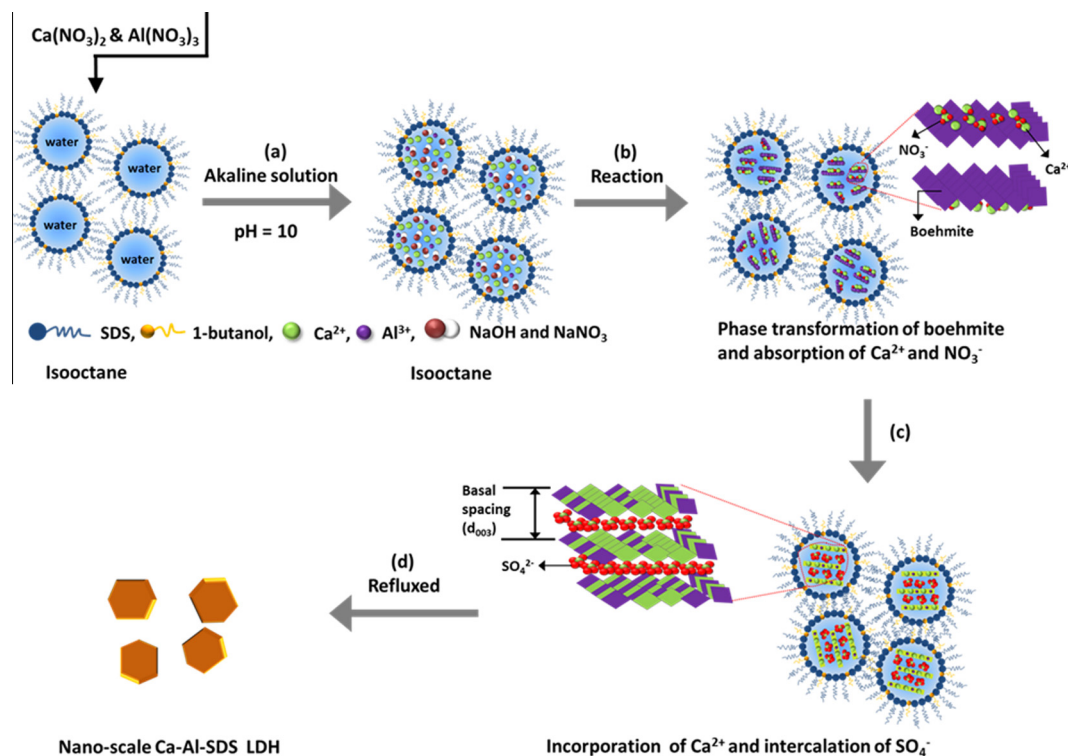 Ca(NO₃)₂ & Al(NO₃)₃
water
water
water
water
(a)
Akaline solution
pH = 10
(b)
Reaction
NO₃⁻
Ca²⁺
Boehmite
SDS, 1-butanol, Ca²⁺, Al³⁺, NaOH and NaNO₃
Isooctane
Isooctane
Phase transformation of boehmite
and absorption of Ca²⁺ and NO₃⁻
(c)
Basal
spacing
(d₀₀₃)
SO₄²⁻
(d)
Refluxed
Nano-scale Ca-Al-SDS LDH
Incorporation of Ca²⁺ and intercalation of SO₄⁻